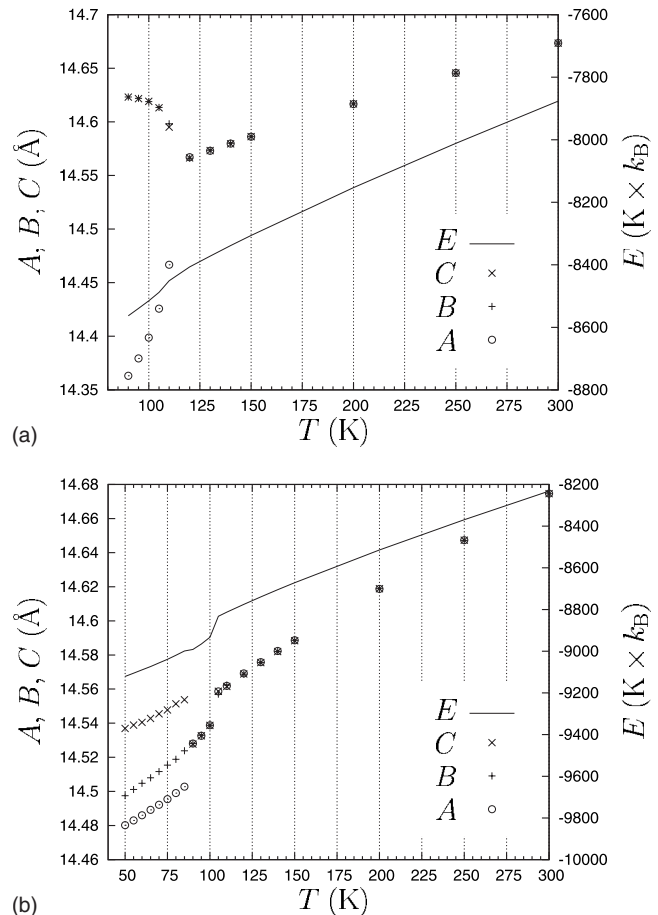 14.7
14.65
14.6
14.55
14.5
14.45
14.4
14.35
A, B, C (Å)
-7600
-7800
-8000
-8200
-8400
-8600
-8800
E (K × kB)
E
C
B
A
100 125 150 175 200 225 250 275 300
T (K)
(a)
14.68
14.66
14.64
14.62
14.6
14.58
14.56
14.54
14.52
14.5
14.48
14.46
A, B, C (Å)
-8200
-8400
-8600
-8800
-9000
-9200
-9400
-9600
-9800
-10000
E (K × kB)
E
C
B
A
50 75 100 125 150 175 200 225 250 275 300
T (K)
(b)